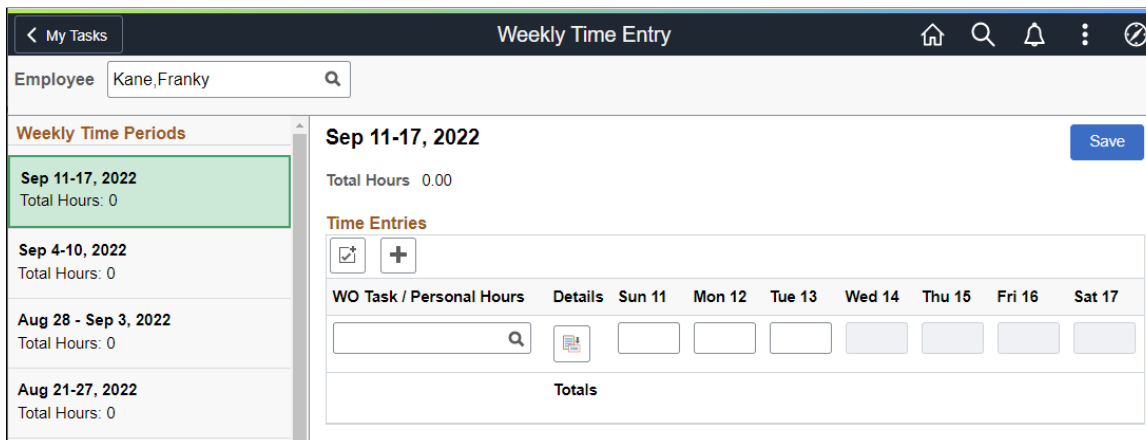 My Tasks
Weekly Time Entry
Employee Kane,Franky
Weekly Time Periods
Sep 11-17, 2022
Total Hours: 0
Sep 4-10, 2022
Total Hours: 0
Aug 28 - Sep 3, 2022
Total Hours: 0
Aug 21-27, 2022
Total Hours: 0
Sep 11-17, 2022
Save
Total Hours 0.00
Time Entries
WO Task / Personal Hours Details Sun 11 Mon 12 Tue 13 Wed 14 Thu 15 Fri 16 Sat 17
Totals